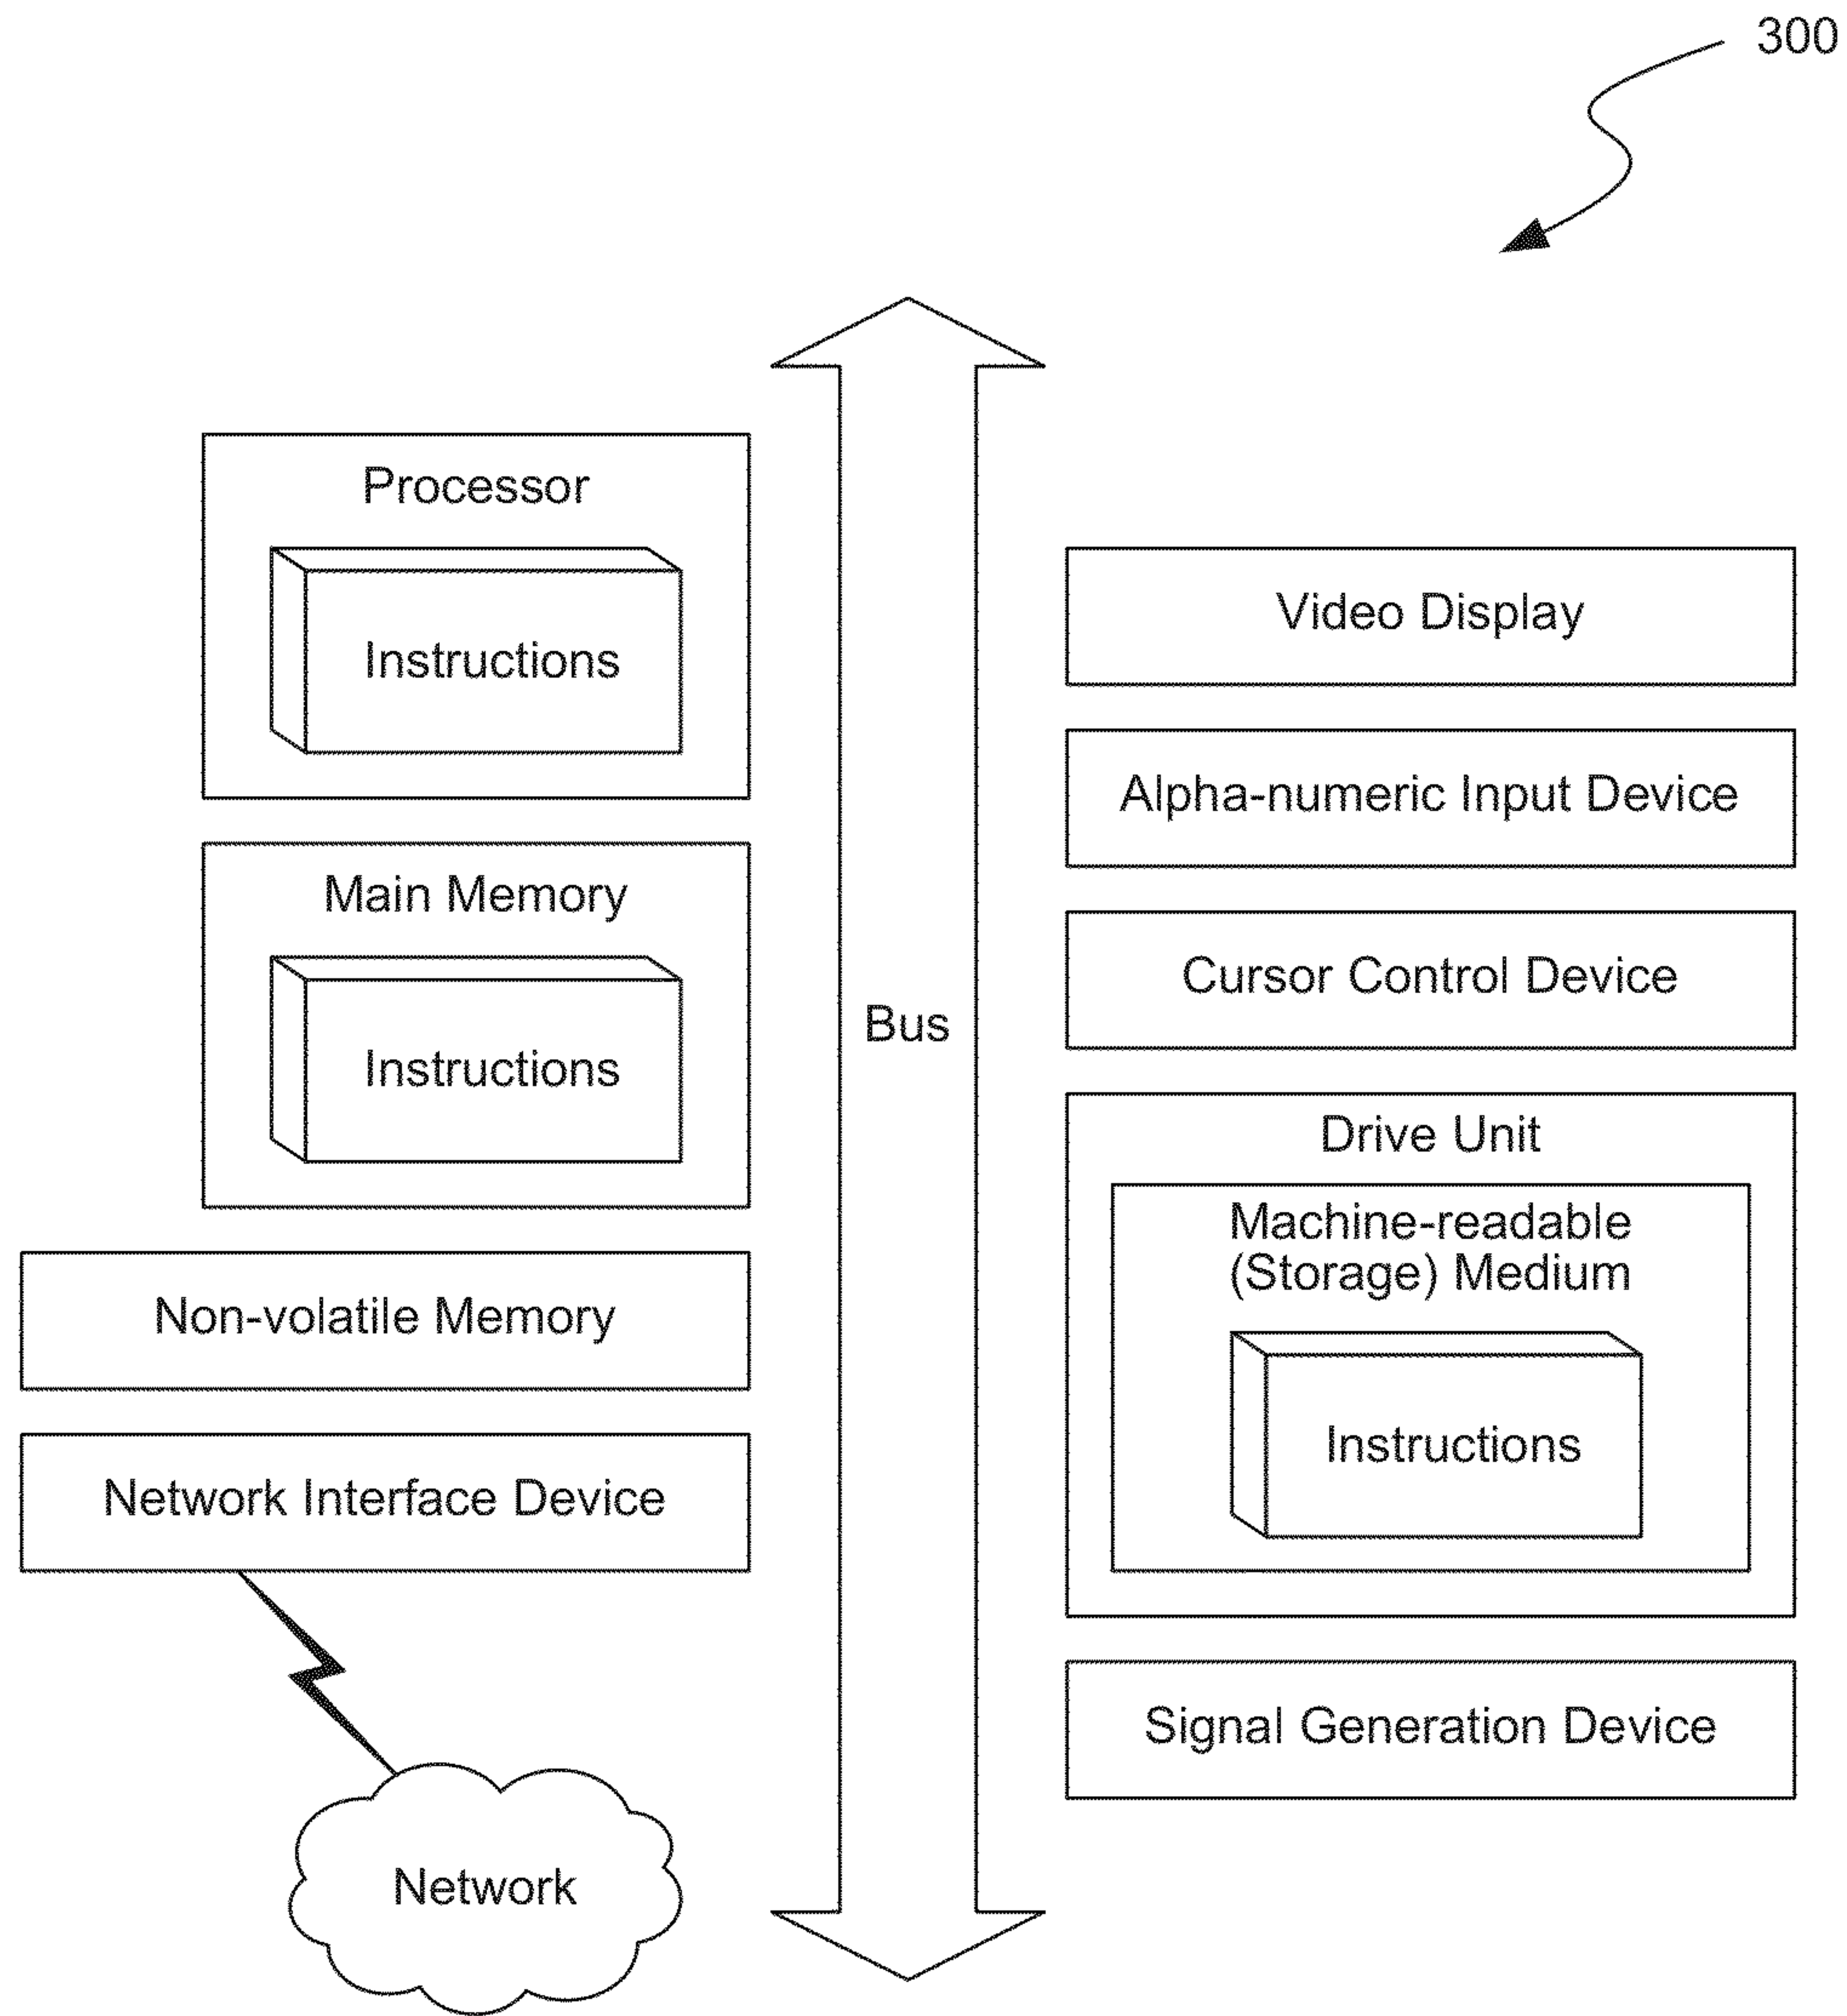 300
Processor
Instructions
Main Memory
Instructions
Non-volatile Memory
Network Interface Device
Network
Bus
Video Display
Alpha-numeric Input Device
Cursor Control Device
Drive Unit
Machine-readable
(Storage) Medium
Instructions
Signal Generation Device